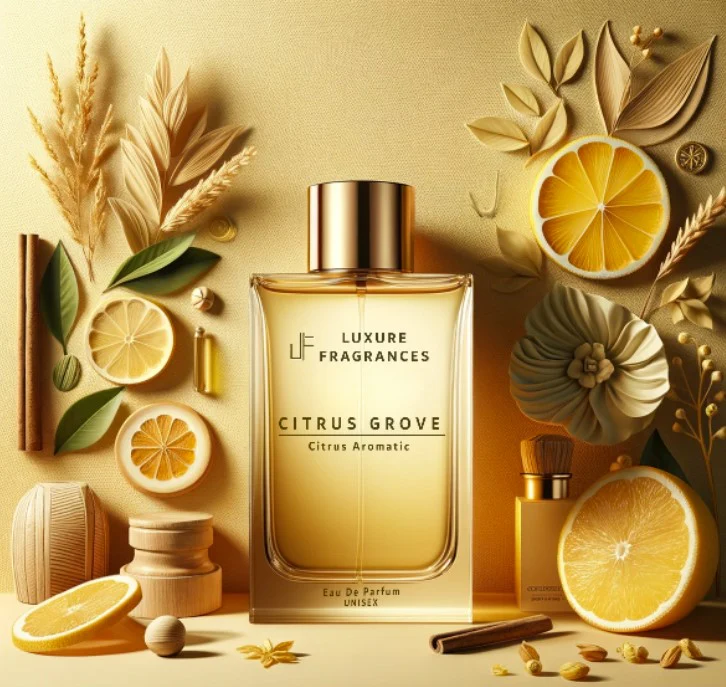 LUXURE
FRAGRANCES
CITRUS GROVE
Citrus Aromatic
Eau De Parfum
UNISEX